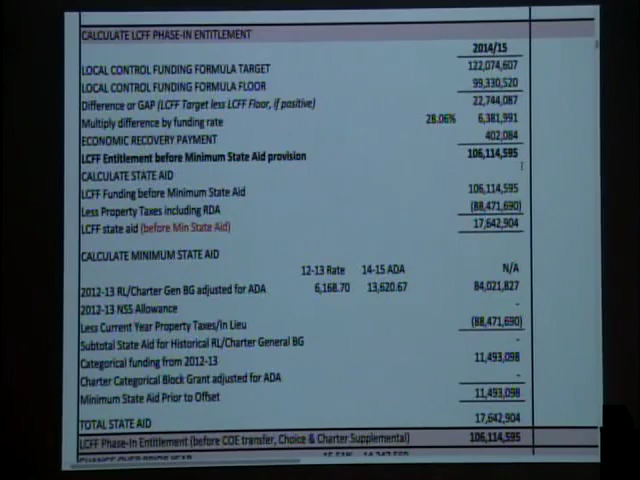 CALCULATE LCFF PHASE-IN ENTITLEMENT
2014/15
LOCAL CONTROL FUNDING FORMULA TARGET 122,074,607
LOCAL CONTROL FUNDING FORMULA FLOOR 99,330,520
Difference or GAP (LCFF Target less LCFF Floor, if positive) 22,744,087
Multiply difference by funding rate 28.06% 6,381,991
ECONOMIC RECOVERY PAYMENT 402,084
LCFF Entitlement before Minimum State Aid provision 106,114,595
CALCULATE STATE AID
LCFF Funding before Minimum State Aid 106,114,595
Less Property Taxes including RDA (88,471,690)
LCFF state aid (before Min State Aid) 17,642,904
CALCULATE MINIMUM STATE AID
12-13 Rate 14-15 ADA N/A
2012-13 RL/Charter Gen BG adjusted for ADA 6,168.70 13,620.67 84,021,827
2012-13 NSS Allowance -
Less Current Year Property Taxes/In Lieu (88,471,690)
Subtotal State Aid for Historical RL/Charter General BG -
Categorical funding from 2012-13 11,493,098
Charter Categorical Block Grant adjusted for ADA -
Minimum State Aid Prior to Offset 11,493,098
TOTAL STATE AID 17,642,904
LCFF Phase-In Entitlement (before COE transfer, Choice & Charter Supplemental) 106,114,595
CHANGE OVER PRIOR YEAR